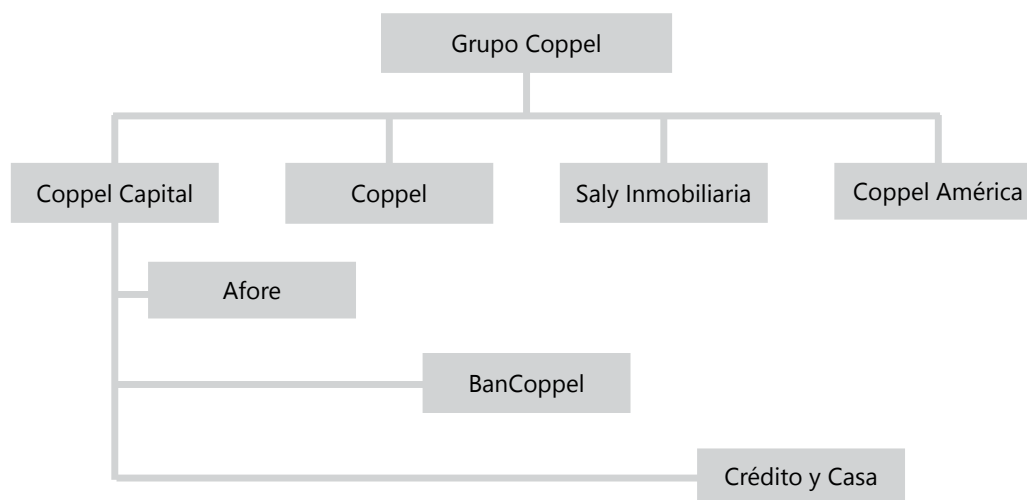 Grupo Coppel
Coppel Capital
Coppel
Saly Inmobiliaria
Coppel América
Afore
BanCoppel
Crédito y Casa